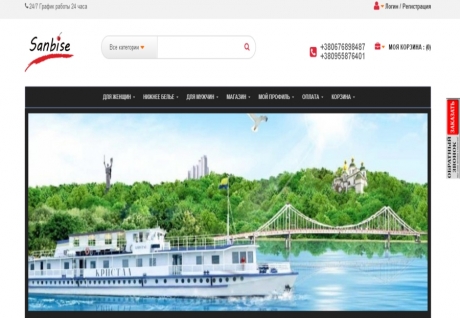 24/7 График работы 24 часа
Логин / Регистрация
Sanbise
Все категории
+380676898487
+380955676401
МОЯ КОРЗИНА : (0)
ДЛЯ ЖЕНЩИН
НИЖНЕЕ БЕЛЬЕ
ДЛЯ МУЖЧИН
МАГАЗИН
МОЙ ПРОФИЛЬ
ОПЛАТА
КОРЗИНА
ЗАКАЗАТЬ
ОБРАТНЫЙ
ЗВОНОК
КРИСТАЛ